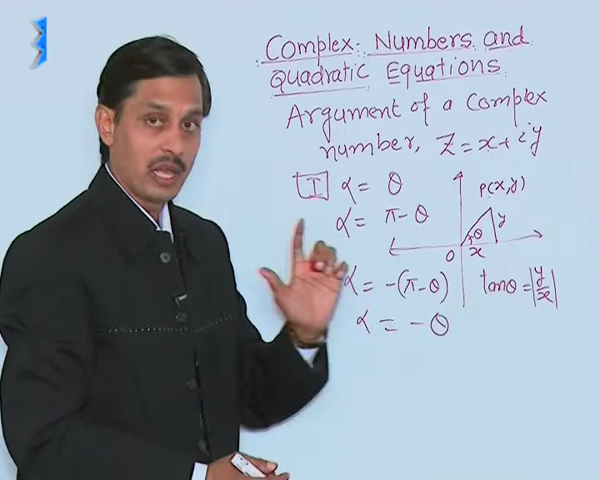 Complex Numbers and
Quadratic Equations
Argument of a Complex
number, Z = x + iy
I α = θ
α = π - θ
α = -(π - θ)
α = - θ
P(x,y)
y
θ
O x
tanθ = |y/x|